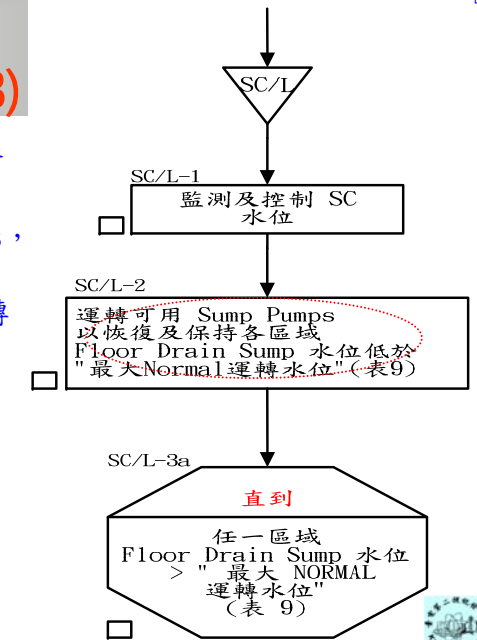 3)
，
SC/L
SC/L-1
監測及控制 SC
水位
SC/L-2
運轉可用 Sump Pumps
以恢復及保持各區域
Floor Drain Sump 水位低於
"最大Normal運轉水位"(表9)
SC/L-3a
直到
任一區域
Floor Drain Sump 水位
> " 最大 NORMAL
運轉水位"
(表 9)